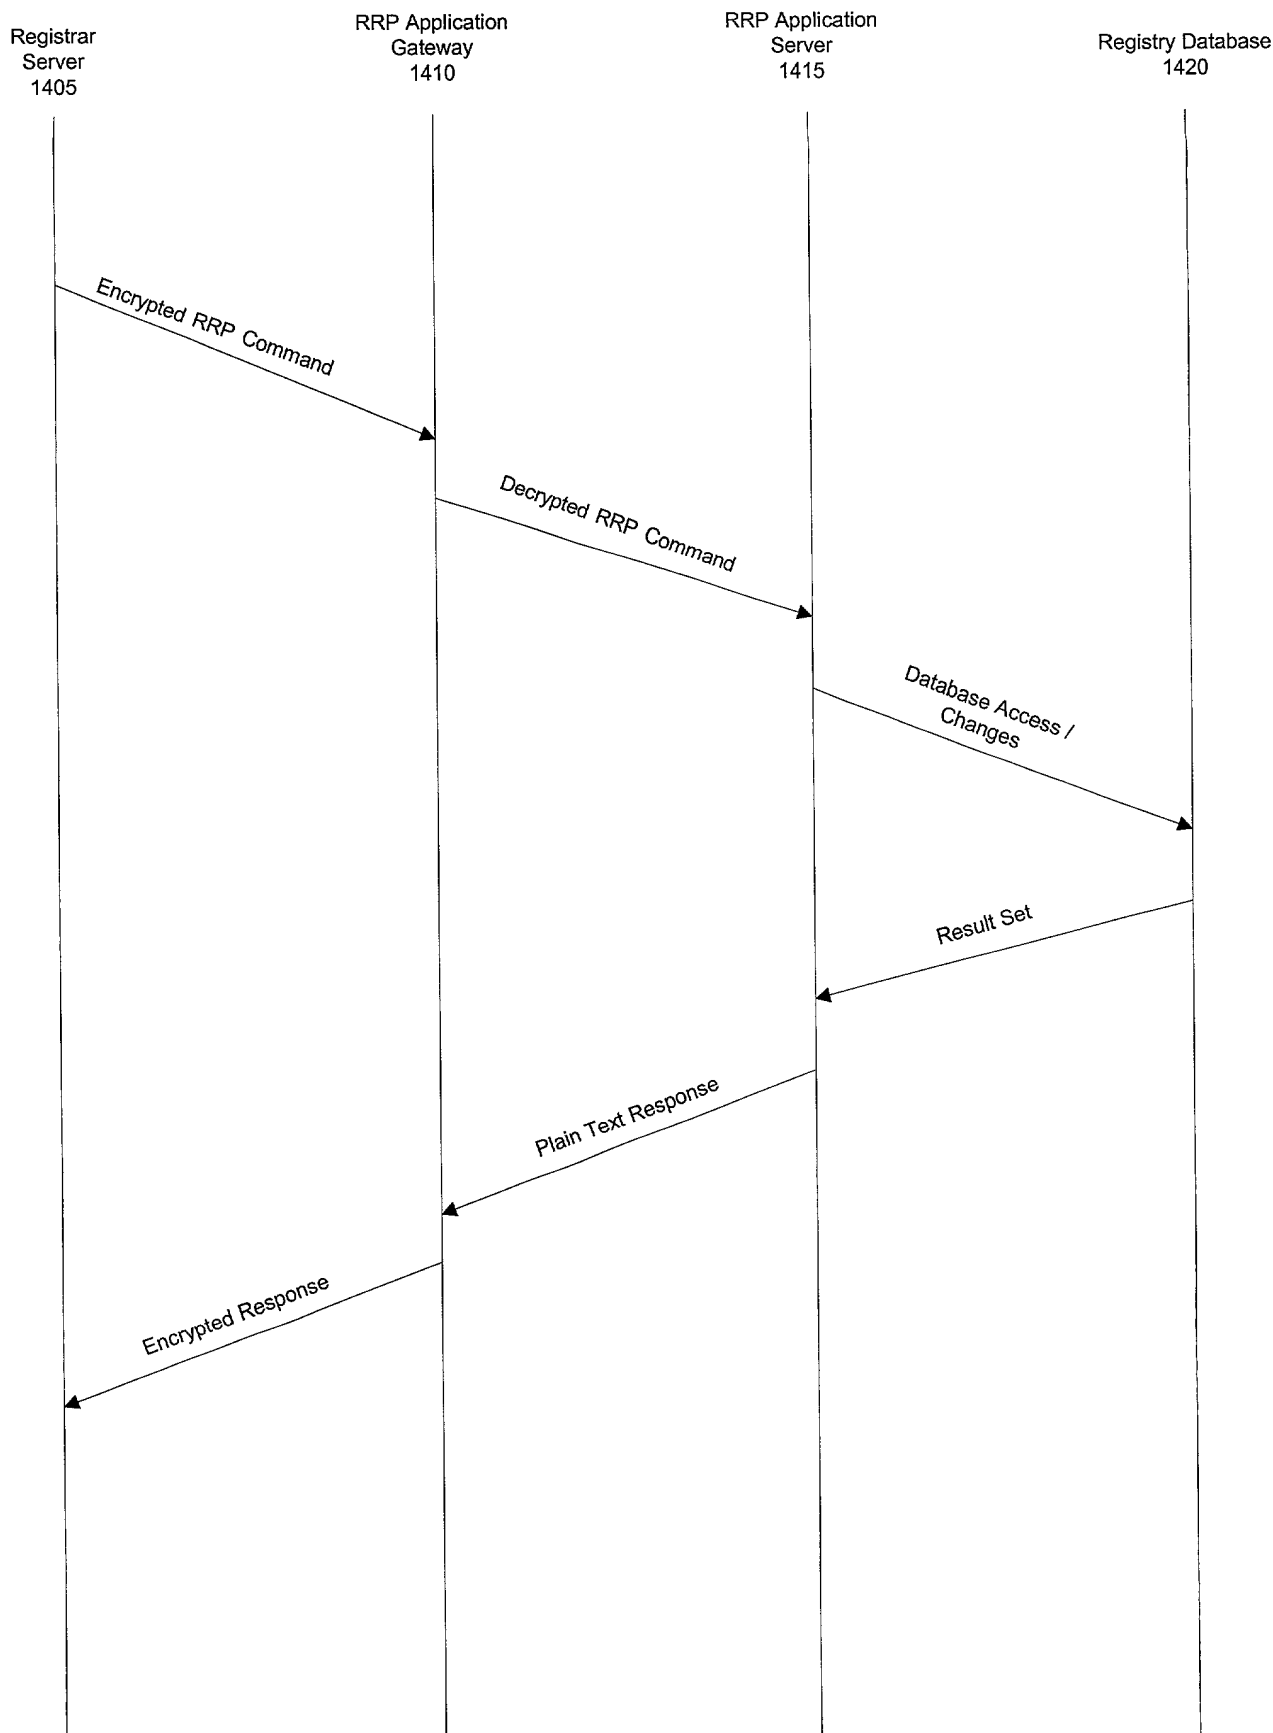 Registrar
Server
1405
RRP Application
Gateway
1410
RRP Application
Server
1415
Registry Database
1420
Encrypted RRP Command
Decrypted RRP Command
Database Access /
Changes
Result Set
Plain Text Response
Encrypted Response